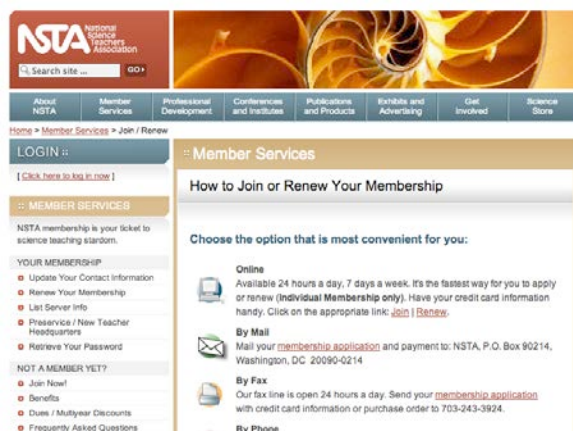 NSTA
National
Science
Teachers
Association
Search site ...
GO
About
NSTA
Member
Services
Professional
Development
Conferences
and Institutes
Publications
and Products
Exhibits and
Advertising
Get
Involved
Science
Store
Home > Member Services > Join / Renew
LOGIN ::
[ Click here to log in now ]
:: MEMBER SERVICES
NSTA membership is your ticket to
science teaching stardom.
YOUR MEMBERSHIP
Update Your Contact Information
Renew Your Membership
List Server Info
Preservice / New Teacher
Headquarters
Retrieve Your Password
NOT A MEMBER YET?
Join Now!
Benefits
Dues / Multiyear Discounts
Frequently Asked Questions
:: Member Services
How to Join or Renew Your Membership
Choose the option that is most convenient for you:
Online
Available 24 hours a day, 7 days a week. It's the fastest way for you to apply
or renew (Individual Membership only). Have your credit card information
handy. Click on the appropriate link: Join | Renew.
By Mail
Mail your membership application and payment to: NSTA, P.O. Box 90214,
Washington, DC 20090-0214
By Fax
Our fax line is open 24 hours a day. Send your membership application
with credit card information or purchase order to 703-243-3924.
By Phone